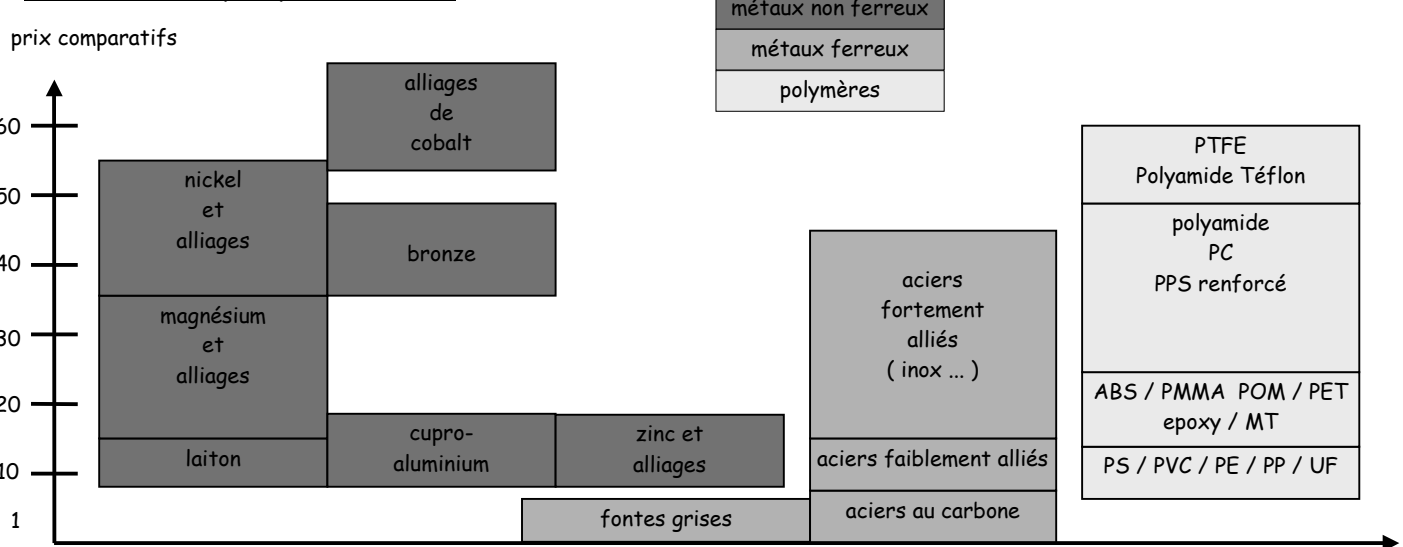 métaux non ferreux
métaux ferreux
polymères
prix comparatifs
60
50
40
30
20
10
1
alliages
de
cobalt
nickel
et
alliages
bronze
magnésium
et
alliages
laiton
cupro-
aluminium
zinc et
alliages
fontes grises
aciers
fortement
alliés
( inox ... )
aciers faiblement alliés
aciers au carbone
PTFE
Polyamide Téflon
polyamide
PC
PPS renforcé
ABS / PMMA POM / PET
epoxy / MT
PS / PVC / PE / PP / UF